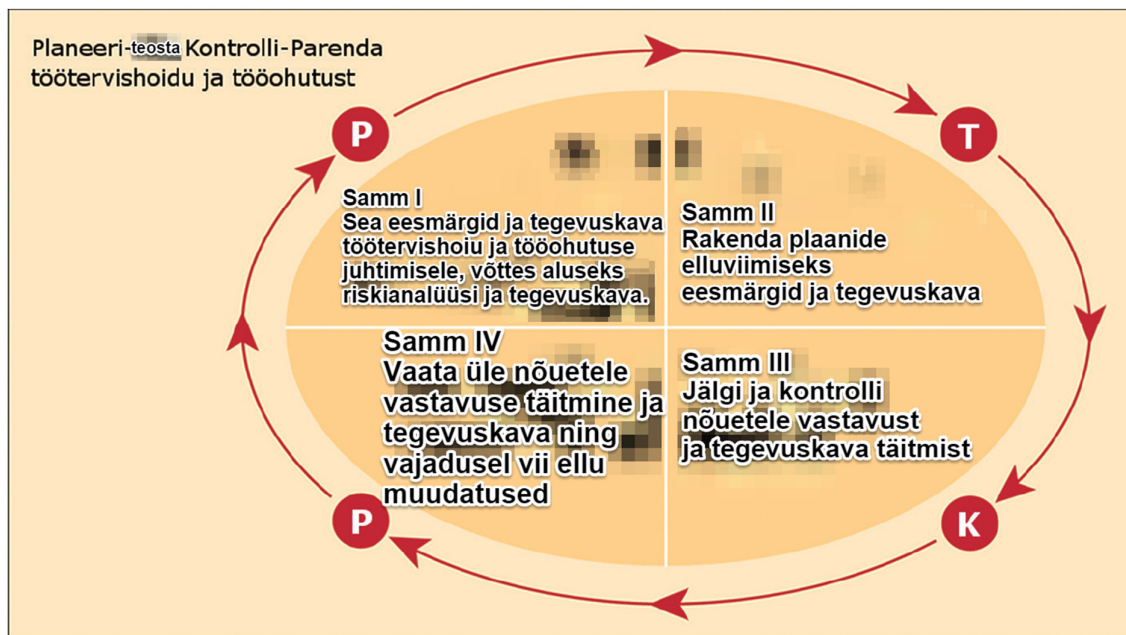 Planeeri-teosta Kontrolli-Parenda
töötervishoidu ja tööohutust
P
T
Samm I
Sea eesmärgid ja tegevuskava
töötervishoiu ja tööohutuse
juhtimisele, võttes aluseks
riskianalüüsi ja tegevuskava.
Samm II
Rakenda plaanide
elluviimiseks
eesmärgid ja tegevuskava
Samm IV
Vaata üle nõuetele
vastavuse täitmine ja
tegevuskava ning
vajadusel vii ellu
muudatused
Samm III
Jälgi ja kontrolli
nõuetele vastavust
ja tegevuskava täitmist
P
K